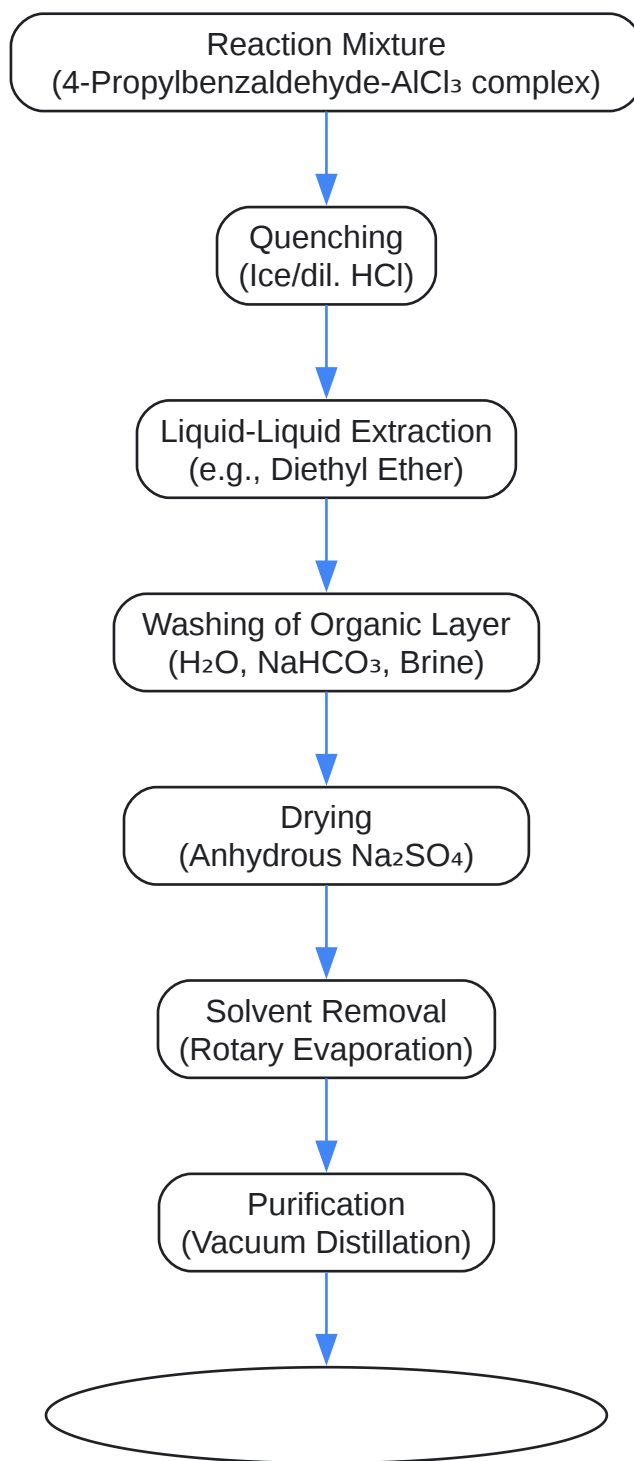 Reaction Mixture
(4-Propylbenzaldehyde-AlCl₃ complex)
Quenching
(Ice/dil. HCl)
Liquid-Liquid Extraction
(e.g., Diethyl Ether)
Washing of Organic Layer
(H₂O, NaHCO₃, Brine)
Drying
(Anhydrous Na₂SO₄)
Solvent Removal
(Rotary Evaporation)
Purification
(Vacuum Distillation)